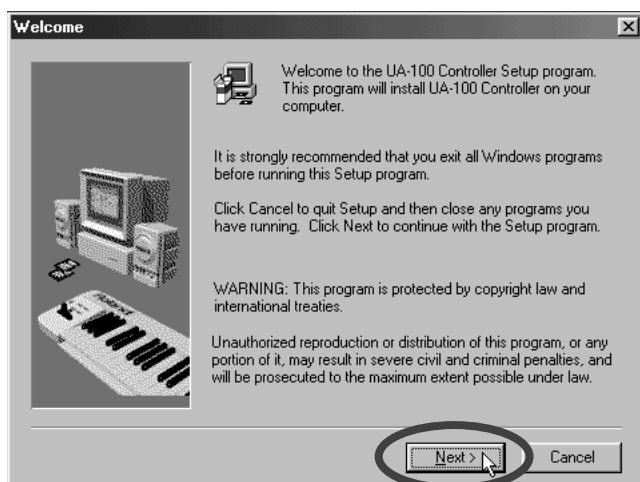 Welcome
Welcome to the UA-100 Controller Setup program.
This program will install UA-100 Controller on your
computer.
It is strongly recommended that you exit all Windows programs
before running this Setup program.
Click Cancel to quit Setup and then close any programs you
have running. Click Next to continue with the Setup program.
WARNING: This program is protected by copyright law and
international treaties.
Unauthorized reproduction or distribution of this program, or any
portion of it, may result in severe civil and criminal penalties, and
will be prosecuted to the maximum extent possible under law.
Roland
Next >
Cancel